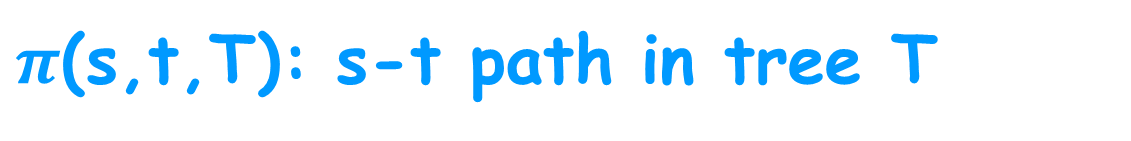 π(s,t,T): s-t path in tree T